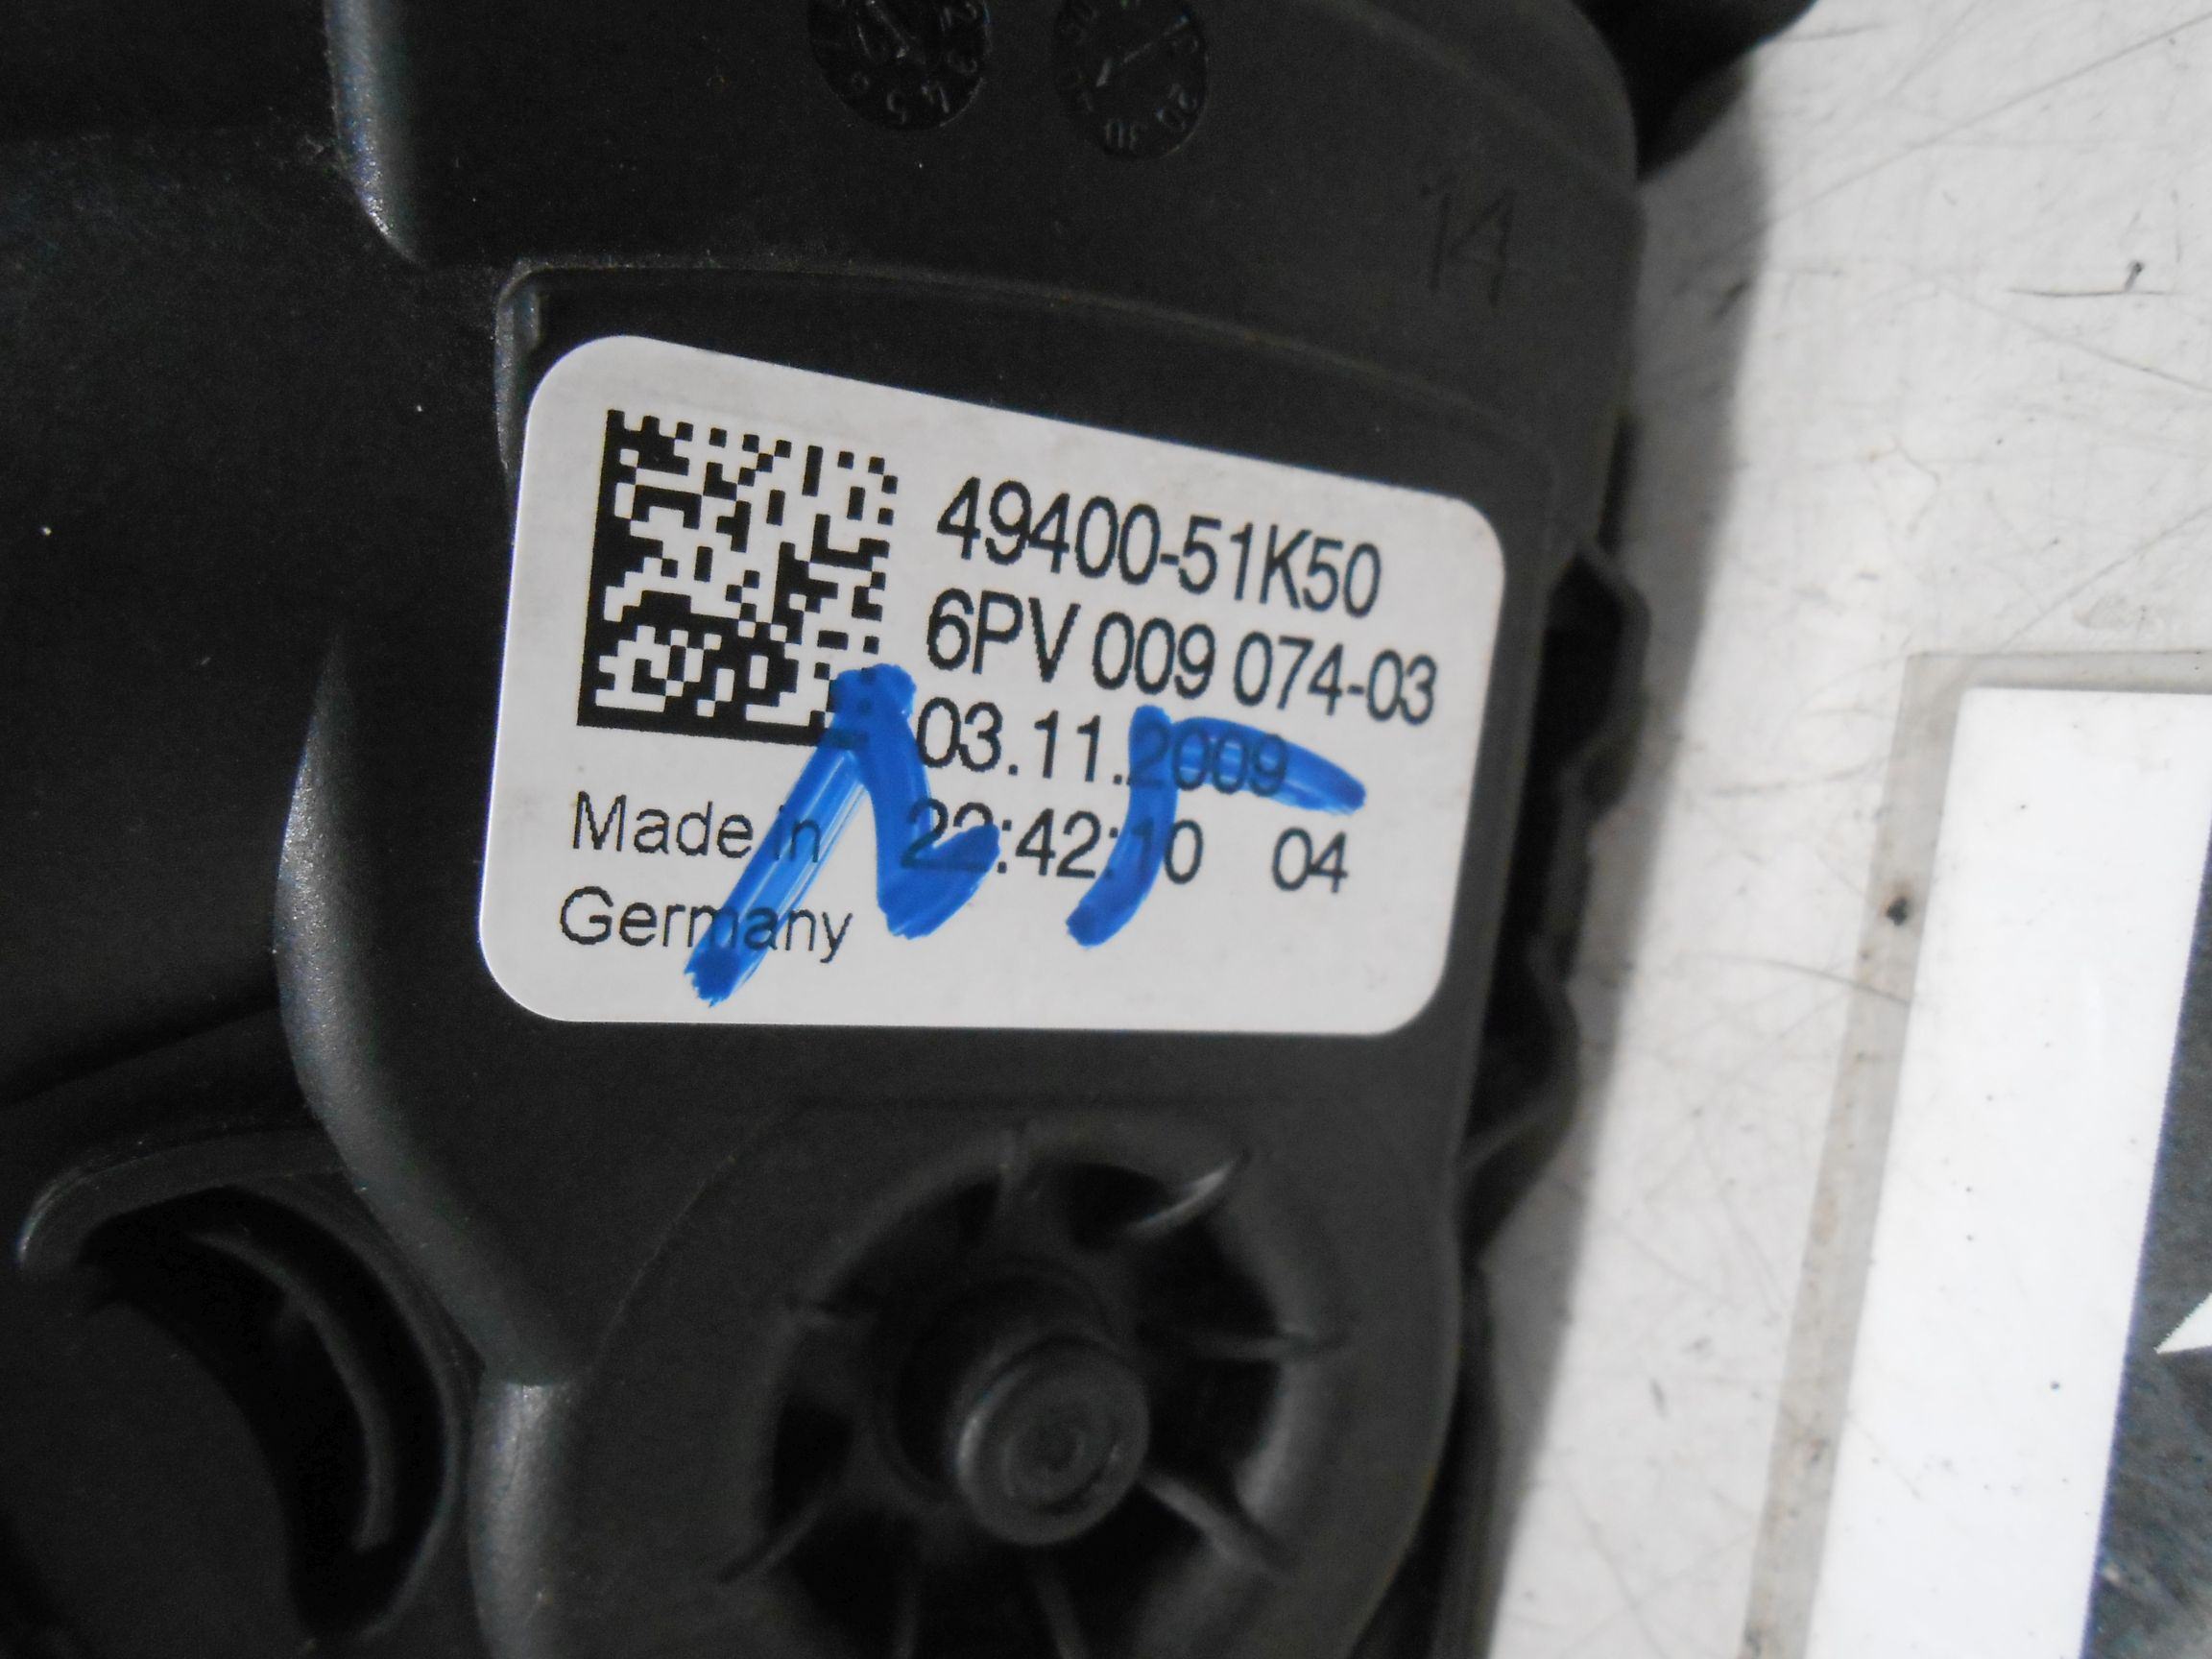 14
49400-51K50
6PV 009 074-03
03.11.2009
22:42:10 04
Made in
Germany